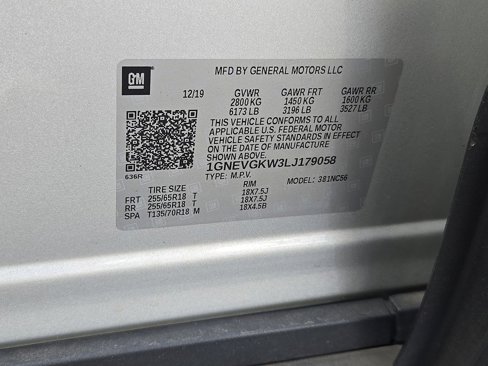 GM
MFD BY GENERAL MOTORS LLC
12/19 GVWR GAWR FRT GAWR RR
2800 KG 1450 KG 1600 KG
6173 LB 3196 LB 3527 LB
THIS VEHICLE CONFORMS TO ALL
APPLICABLE U.S. FEDERAL MOTOR
VEHICLE SAFETY STANDARDS IN EFFECT
ON THE DATE OF MANUFACTURE
SHOWN ABOVE.
1GNEVGKW3LJ179058
636R TYPE: M.P.V. MODEL: 381NC56
TIRE SIZE RIM
FRT 255/65R18 T 18X7.5J
RR 255/65R18 T 18X7.5J
SPA T135/70R18 M 18X4.5B